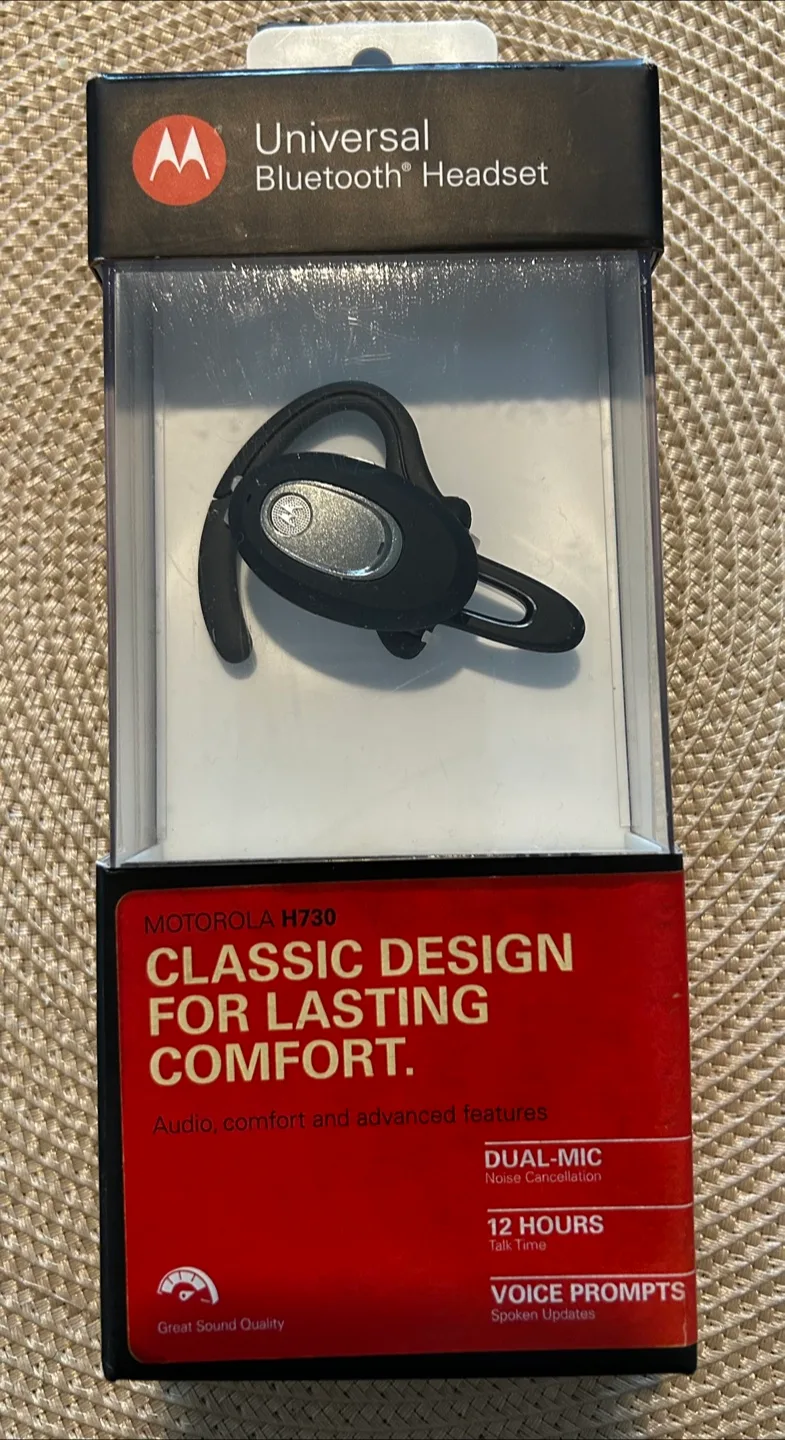 Universal
Bluetooth® Headset
MOTOROLA H730
CLASSIC DESIGN
FOR LASTING
COMFORT.
Audio, comfort and advanced features
DUAL-MIC
Noise Cancellation
12 HOURS
Talk Time
VOICE PROMPTS
Spoken Updates
Great Sound Quality